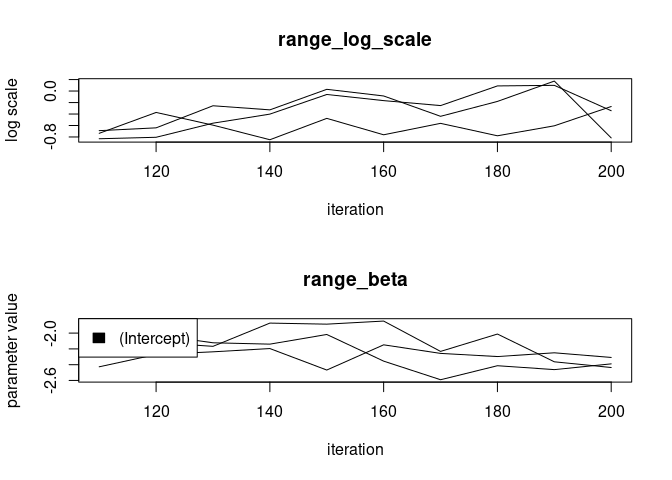 range_log_scale
log scale
0.0
-0.8
120 140 160 180 200
iteration
range_beta
parameter value
-2.0
-2.6
(Intercept)
120 140 160 180 200
iteration